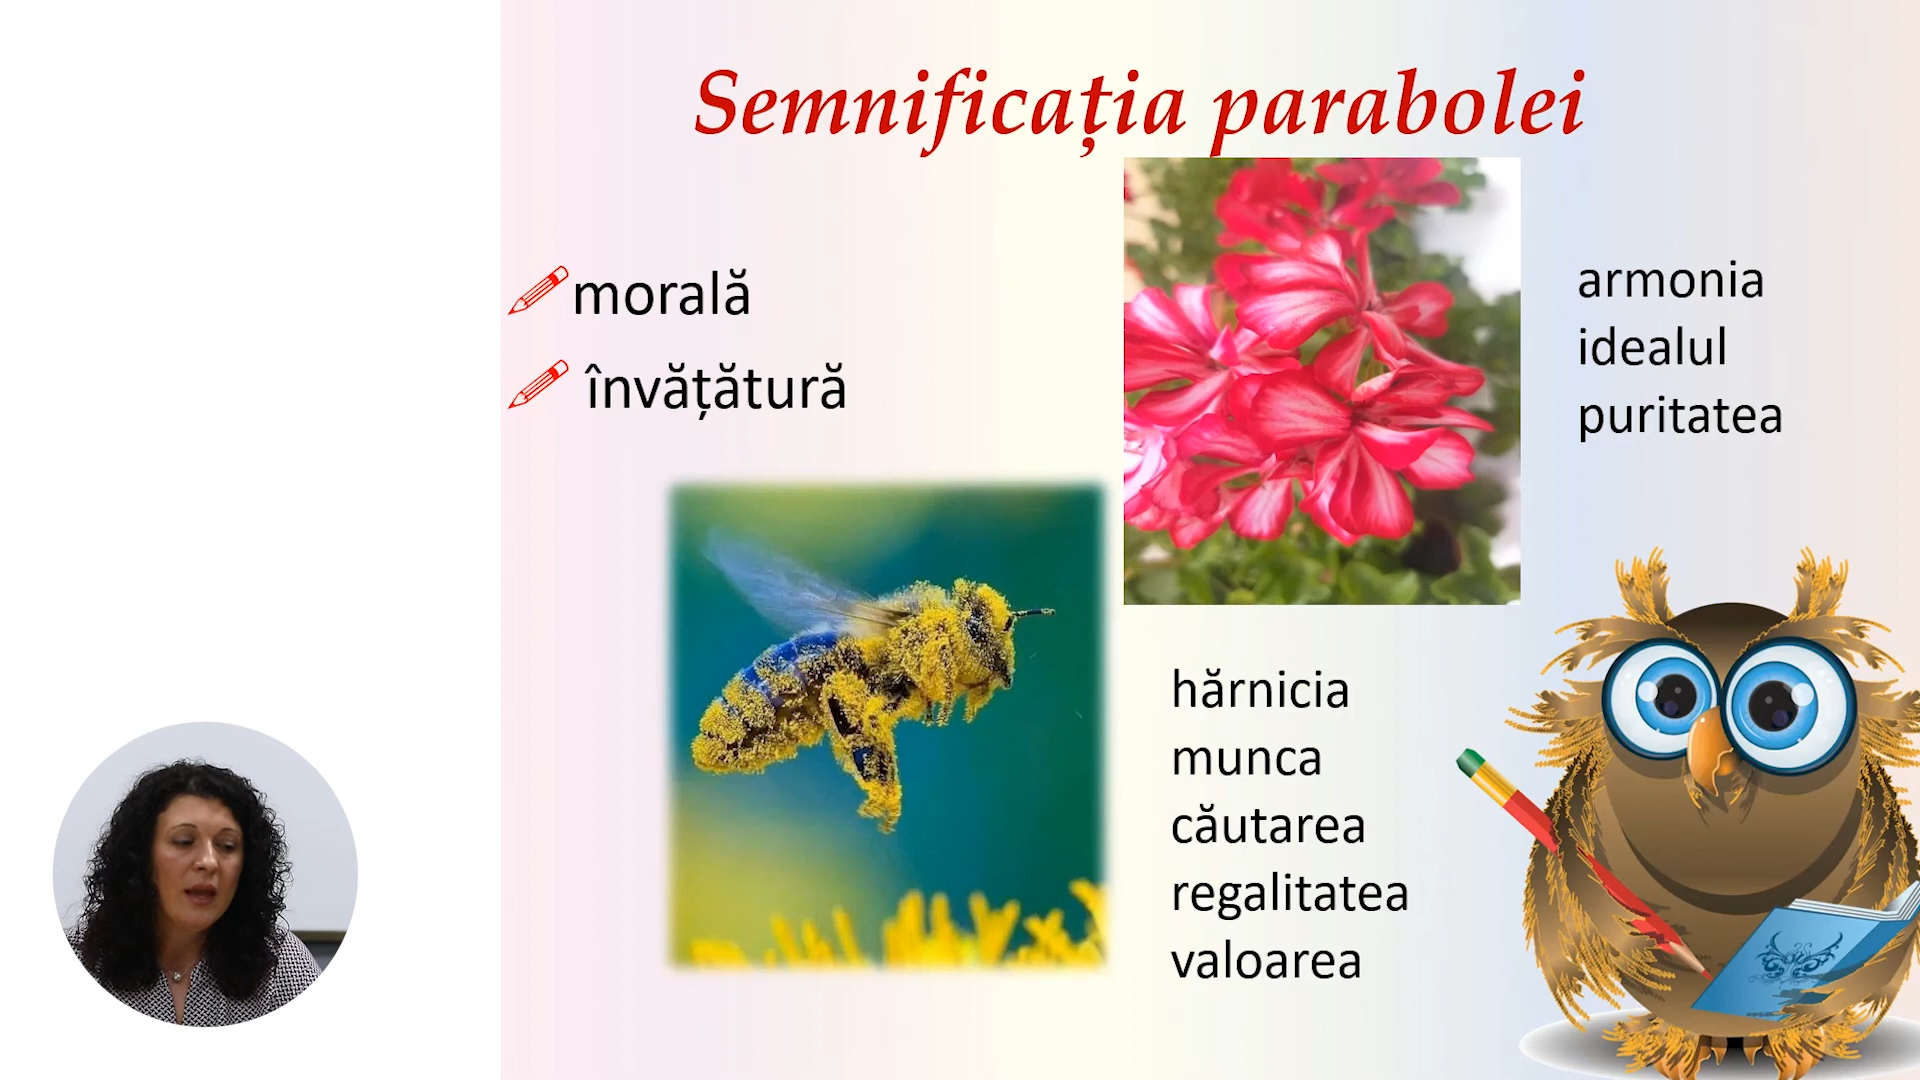 Semnificația parabolei
morală
învățătură
armonia
idealul
puritatea
hărnicia
munca
căutarea
regalitatea
valoarea